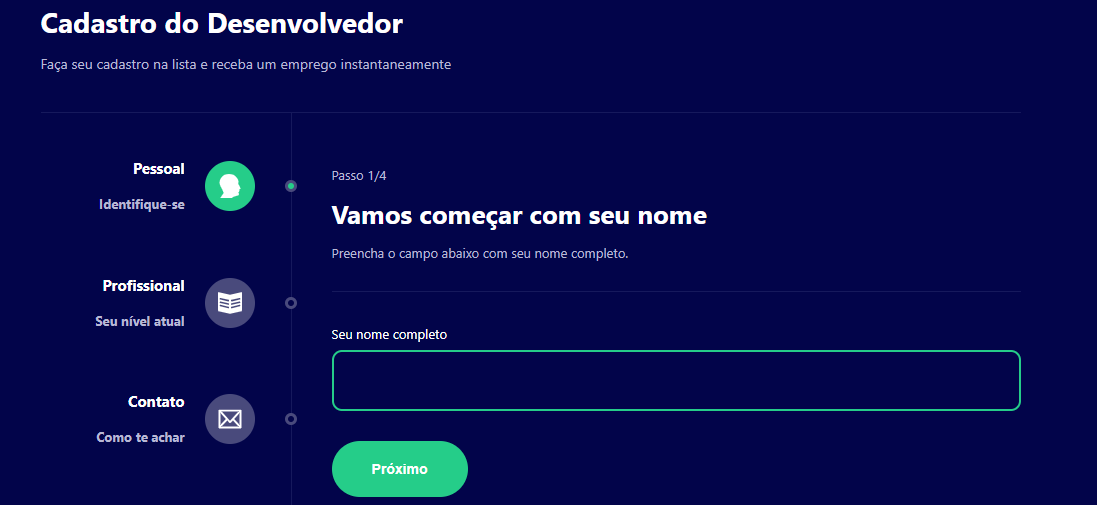 Cadastro do Desenvolvedor
Faça seu cadastro na lista e receba um emprego instantaneamente
Pessoal
Identifique-se
Profissional
Seu nível atual
Contato
Como te achar
Passo 1/4
Vamos começar com seu nome
Preencha o campo abaixo com seu nome completo.
Seu nome completo
Próximo